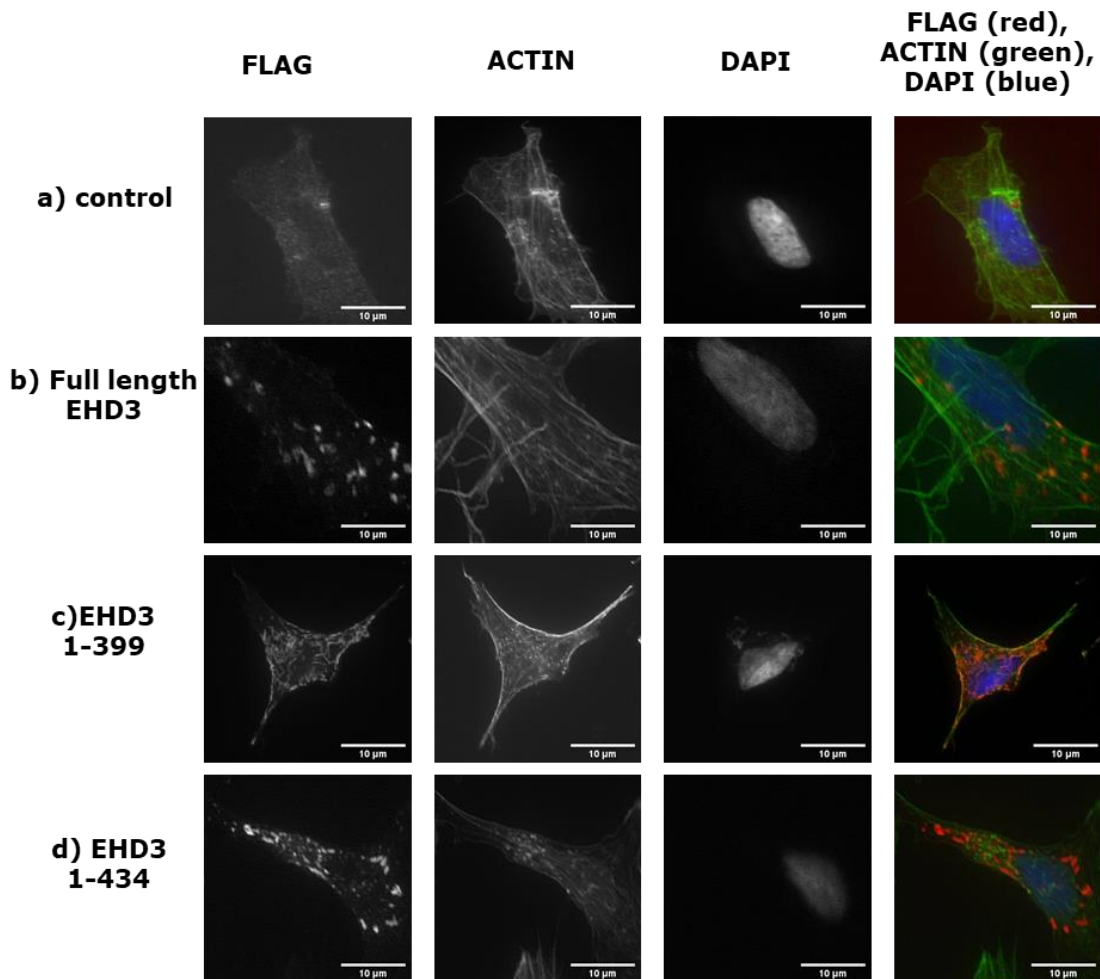 FLAG
ACTIN
DAPI
FLAG (red),
ACTIN (green),
DAPI (blue)
a) control
10 µm
10 µm
10 µm
10 µm
b) Full length
EHD3
10 µm
10 µm
10 µm
10 µm
c)EHD3
1-399
10 µm
10 µm
10 µm
10 µm
d) EHD3
1-434
10 µm
10 µm
10 µm
10 µm